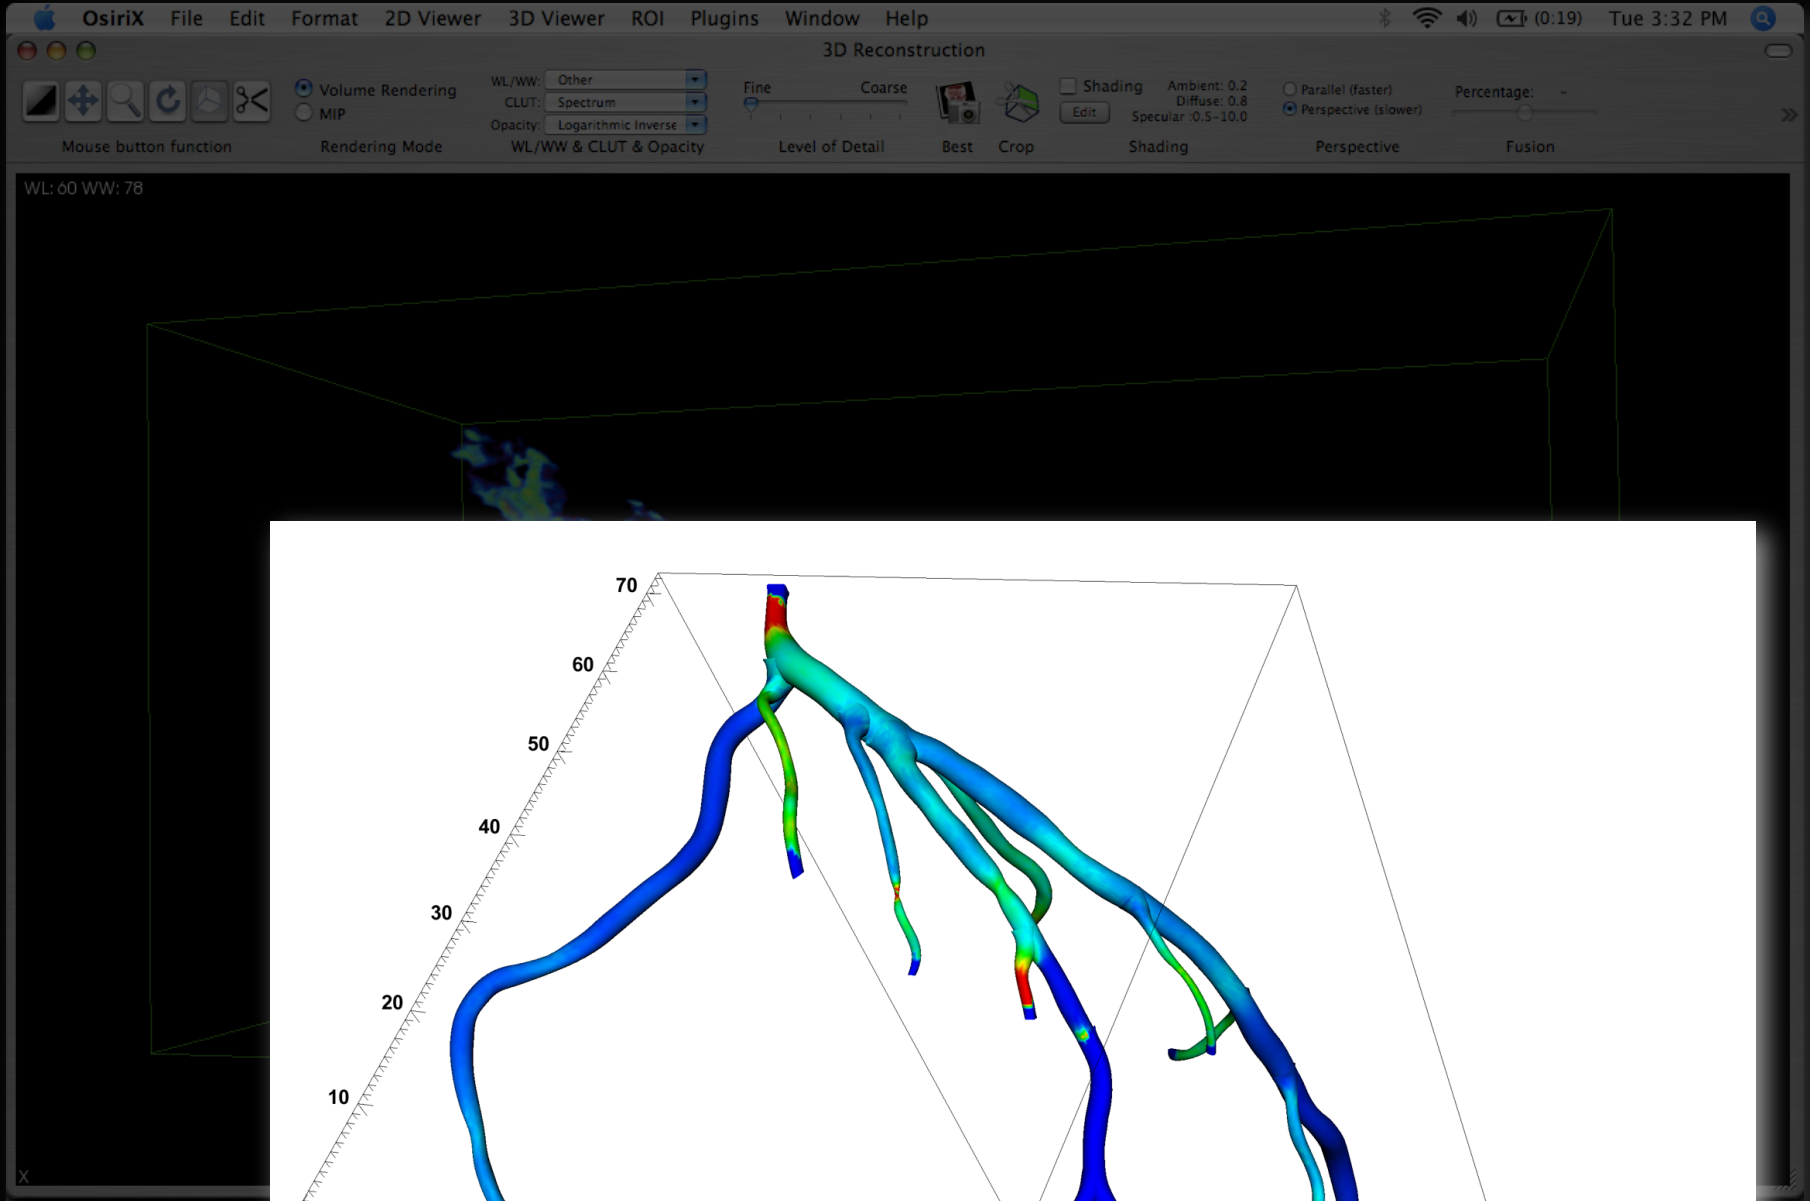 OsiriX File Edit Format 2D Viewer 3D Viewer ROI Plugins Window Help (0:19) Tue 3:32 PM
3D Reconstruction
Volume Rendering
MIP
WL/WW: Other
CLUT: Spectrum
Opacity: Logarithmic Inverse
Fine Coarse
Shading
Edit
Ambient: 0.2
Diffuse: 0.8
Specular :0.5-10.0
Parallel (faster)
Perspective (slower)
Percentage: -
Mouse button function Rendering Mode WL/WW & CLUT & Opacity Level of Detail Best Crop Shading Perspective Fusion
WL: 60 WW: 78
70
60
50
40
30
20
10
X